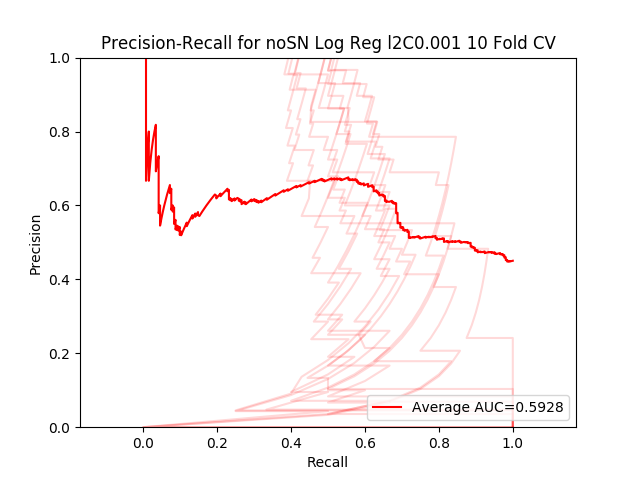 Precision-Recall for noSN Log Reg l2C0.001 10 Fold CV
1.0
0.8
0.6
0.4
0.2
0.0
Precision
0.0 0.2 0.4 0.6 0.8 1.0
Recall
Average AUC=0.5928